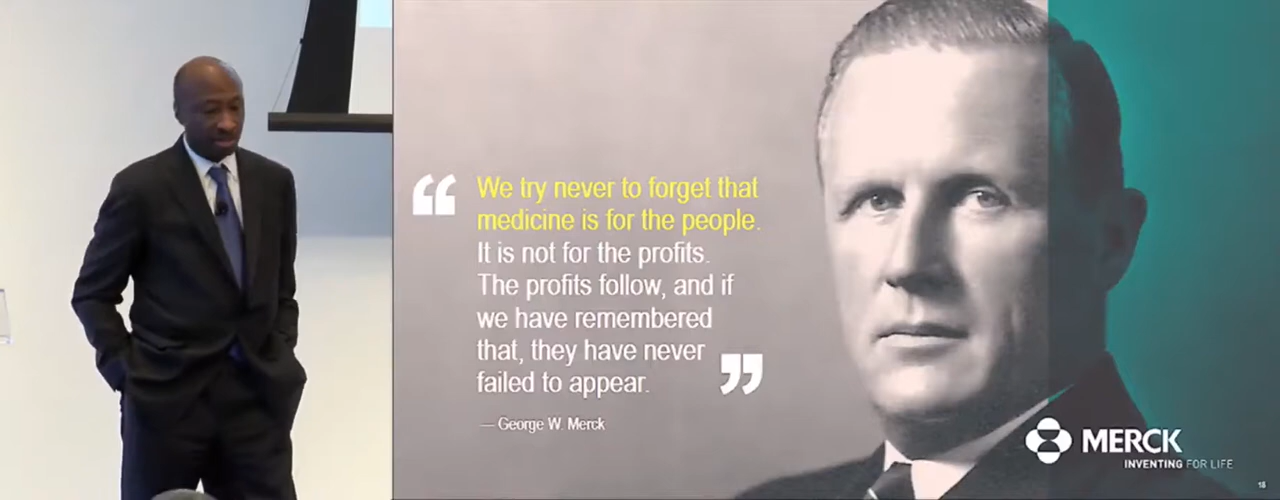 We try never to forget that
medicine is for the people.
It is not for the profits.
The profits follow, and if
we have remembered
that, they have never
failed to appear.
— George W. Merck
MERCK
INVENTING FOR LIFE
18